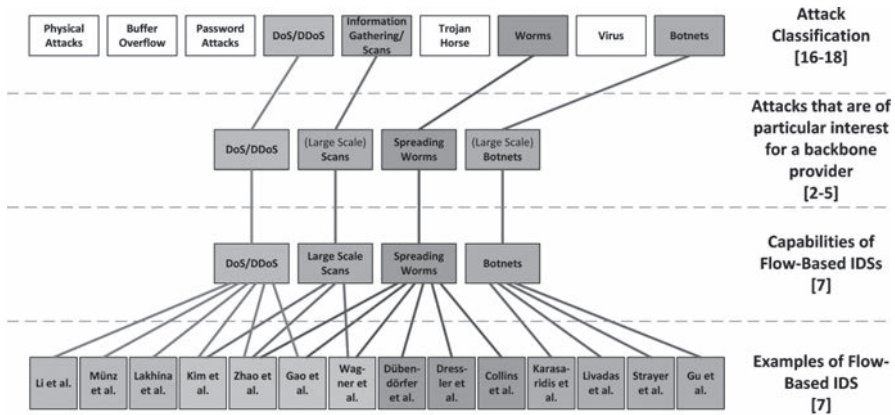 Physical Attacks
Buffer Overflow
Password Attacks
DoS/DDoS
Information Gathering/ Scans
Trojan Horse
Worms
Virus
Botnets
Attack Classification [16-18]
DoS/DDoS
(Large Scale) Scans
Spreading Worms
(Large Scale) Botnets
Attacks that are of particular interest for a backbone provider [2-5]
DoS/DDoS
Large Scale Scans
Spreading Worms
Botnets
Capabilities of Flow-Based IDSs [7]
Li et al.
Münz et al.
Lakhina et al.
Kim et al.
Zhao et al.
Gao et al.
Wag- ner et al.
Düben- dörfer et al.
Dress- ler et al.
Collins et al.
Karasa- ridis et al.
Livadas et al.
Strayer et al.
Gu et al.
Examples of Flow- Based IDS [7]